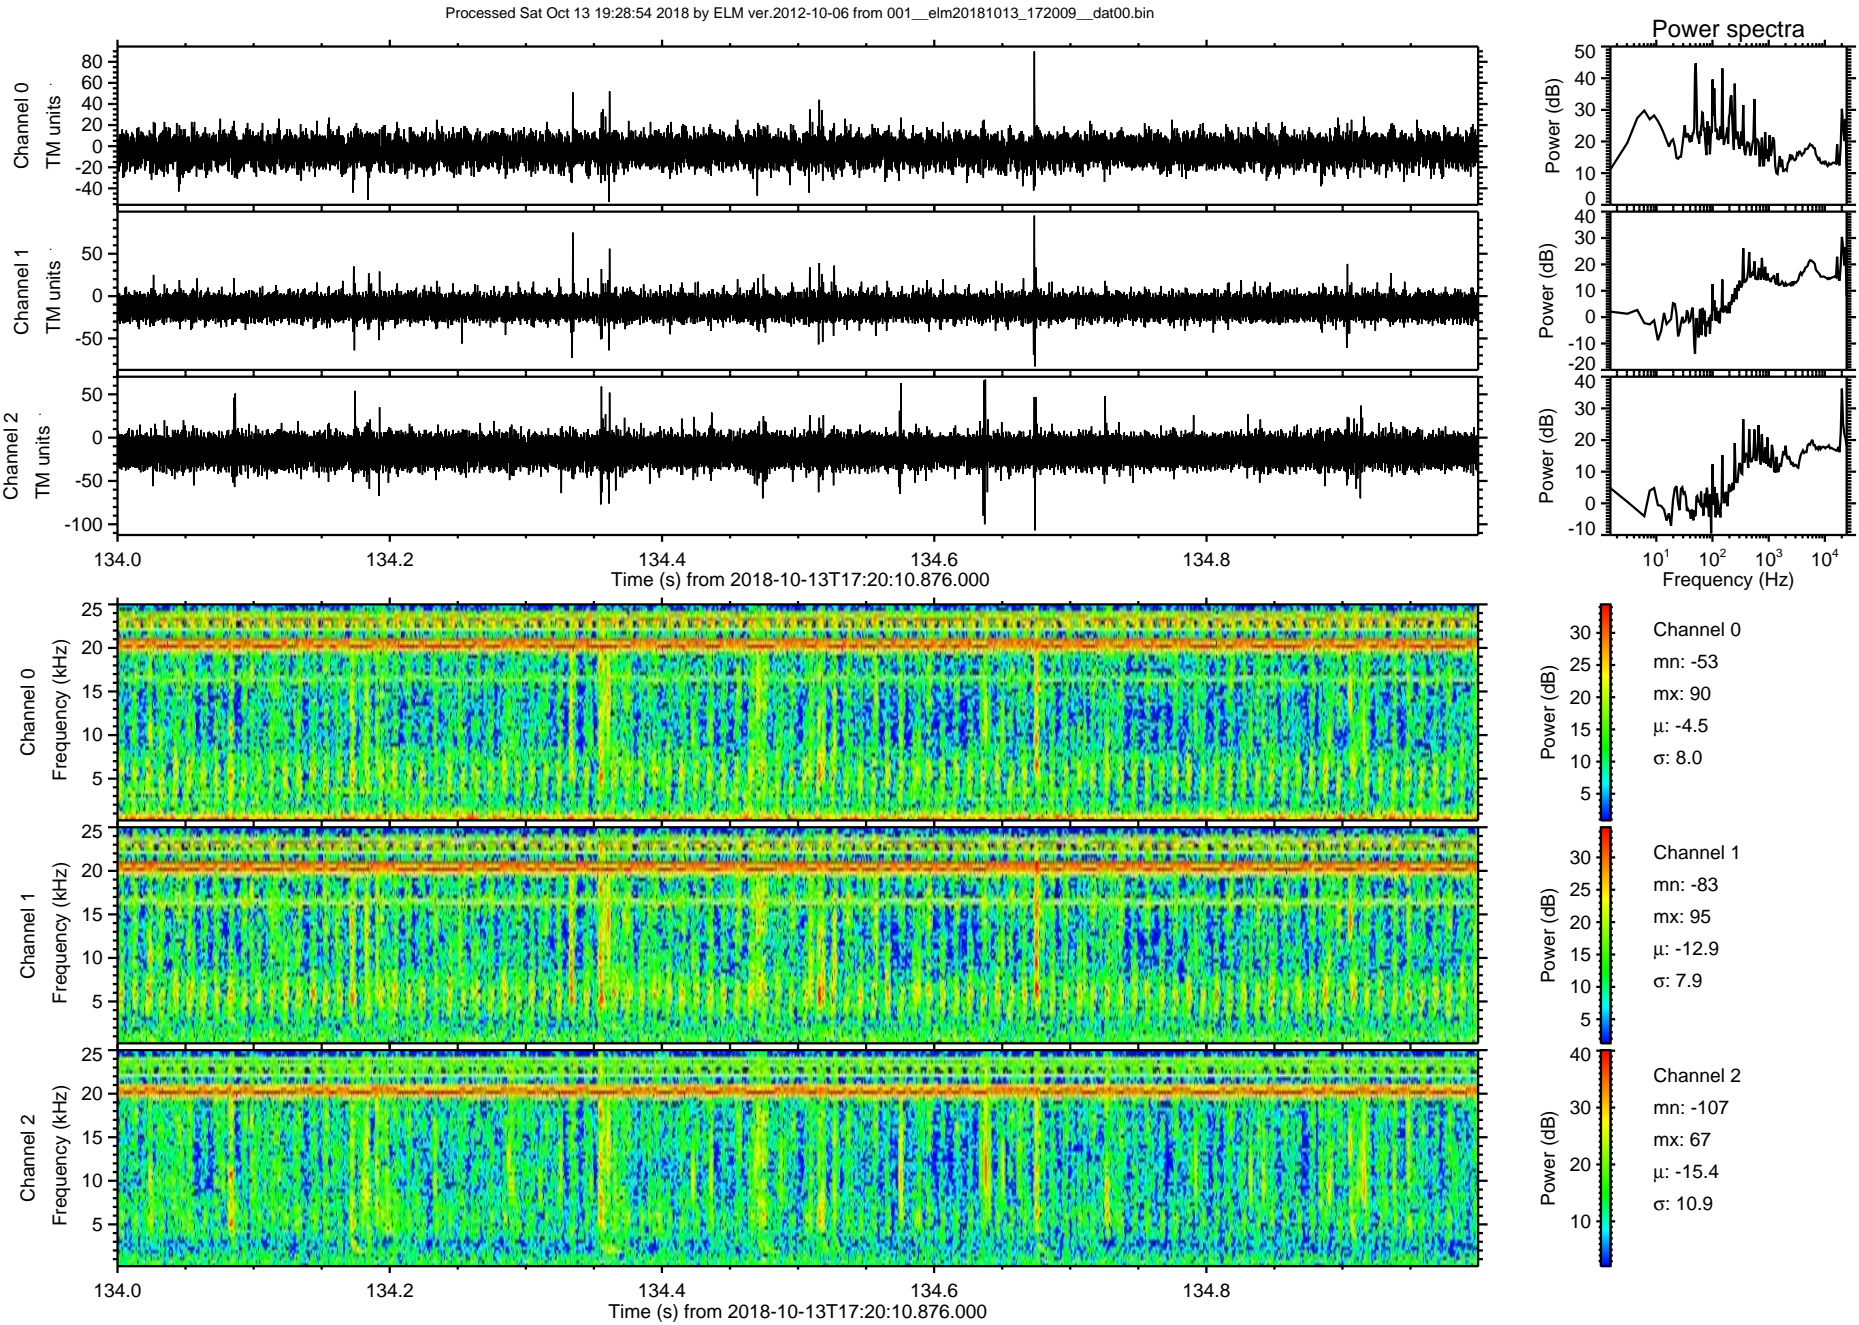 Processed Sat Oct 13 19:28:54 2018 by ELM ver.2012-10-06 from 001__elm20181013_172009__dat00.bin
Power spectra
Channel 0
TM units
80
60
40
20
0
-20
-40
Power (dB)
50
40
30
20
10
0
Channel 1
TM units
50
0
-50
Power (dB)
40
30
20
10
0
-10
-20
Channel 2
TM units
50
0
-50
-100
Power (dB)
40
30
20
10
0
-10
134.0 134.2 134.4 134.6 134.8
Time (s) from 2018-10-13T17:20:10.876.000
10¹ 10² 10³ 10⁴
Frequency (Hz)
Channel 0
Frequency (kHz)
25
20
15
10
5
Power (dB)
30
25
20
15
10
5
Channel 0
mn: -53
mx: 90
μ: -4.5
σ: 8.0
Channel 1
Frequency (kHz)
25
20
15
10
5
Power (dB)
30
25
20
15
10
5
Channel 1
mn: -83
mx: 95
μ: -12.9
σ: 7.9
Channel 2
Frequency (kHz)
25
20
15
10
5
Power (dB)
40
30
20
10
Channel 2
mn: -107
mx: 67
μ: -15.4
σ: 10.9
134.0 134.2 134.4 134.6 134.8
Time (s) from 2018-10-13T17:20:10.876.000